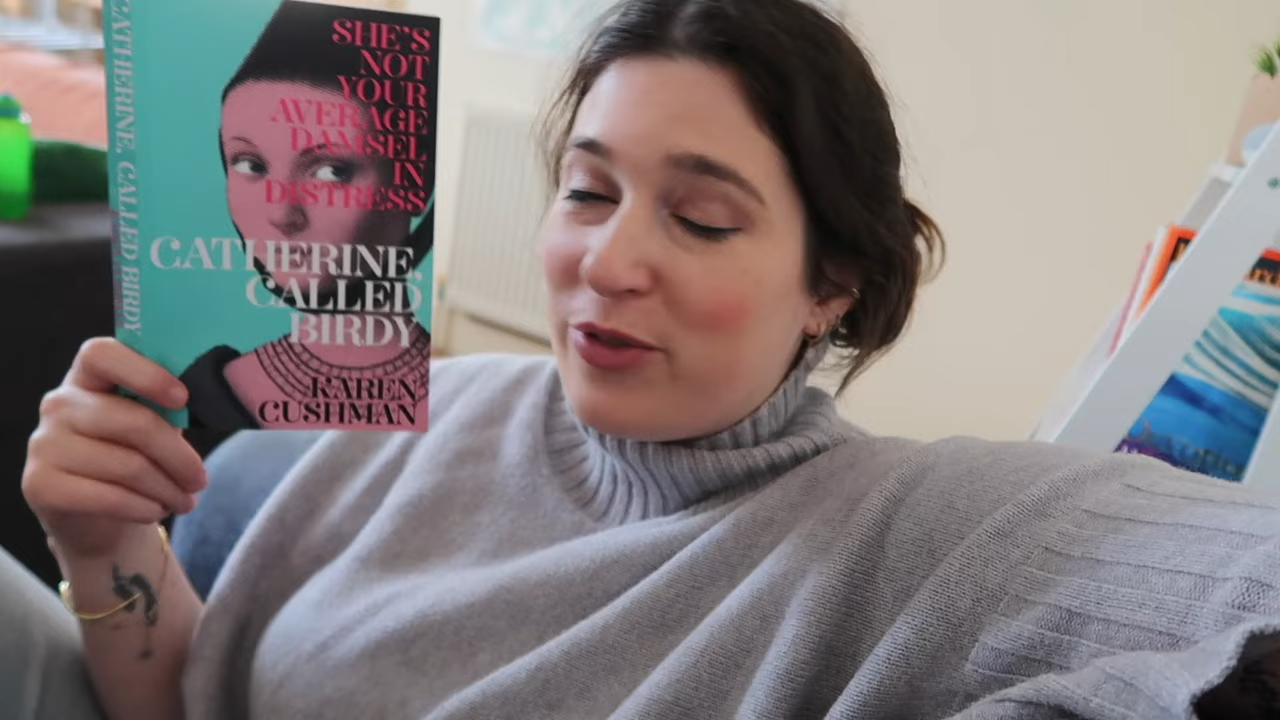 CATHERINE, CALLED BIRDY
SHE'S
NOT
YOUR
AVERAGE
DAMSEL
IN
DISTRESS
CATHERINE,
CALLED
BIRDY
KAREN
CUSHMAN